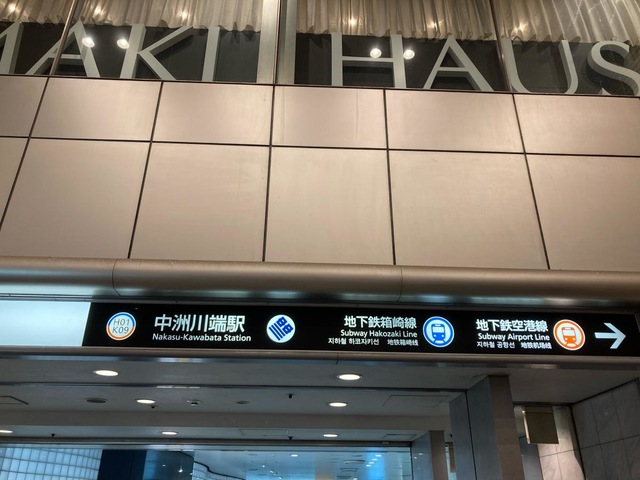 AKI HAUS
H01
K09
中洲川端駅
Nakasu-Kawabata Station
地下鉄箱崎線
Subway Hakozaki Line
지하철 하코자키선 地铁箱崎线
地下鉄空港線
Subway Airport Line
지하철 공항선 地铁机场线